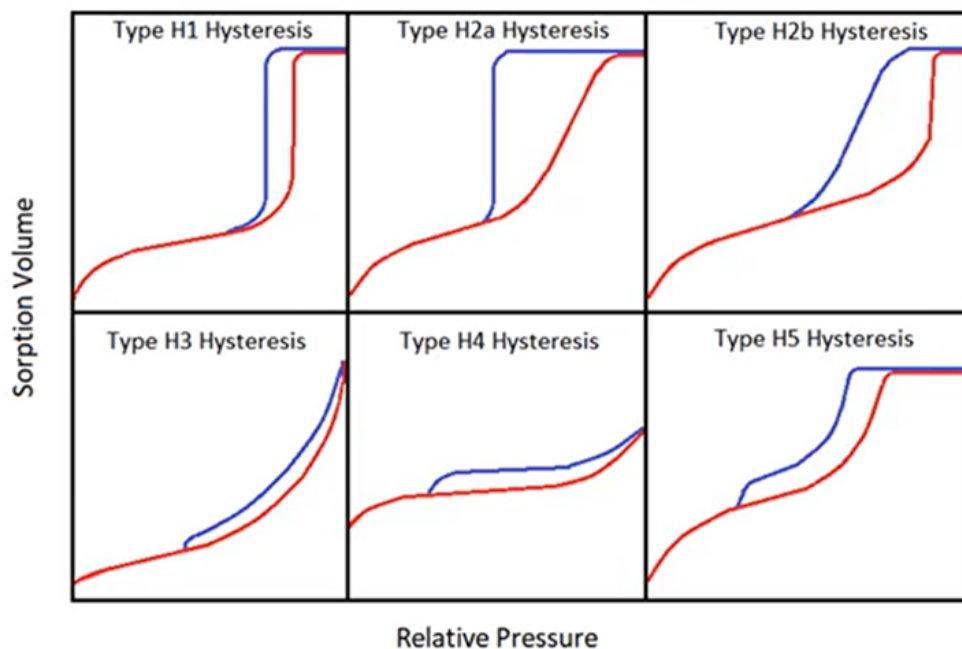 Type H1 Hysteresis
Type H2a Hysteresis
Type H2b Hysteresis
Sorption Volume
Type H3 Hysteresis
Type H4 Hysteresis
Type H5 Hysteresis
Relative Pressure